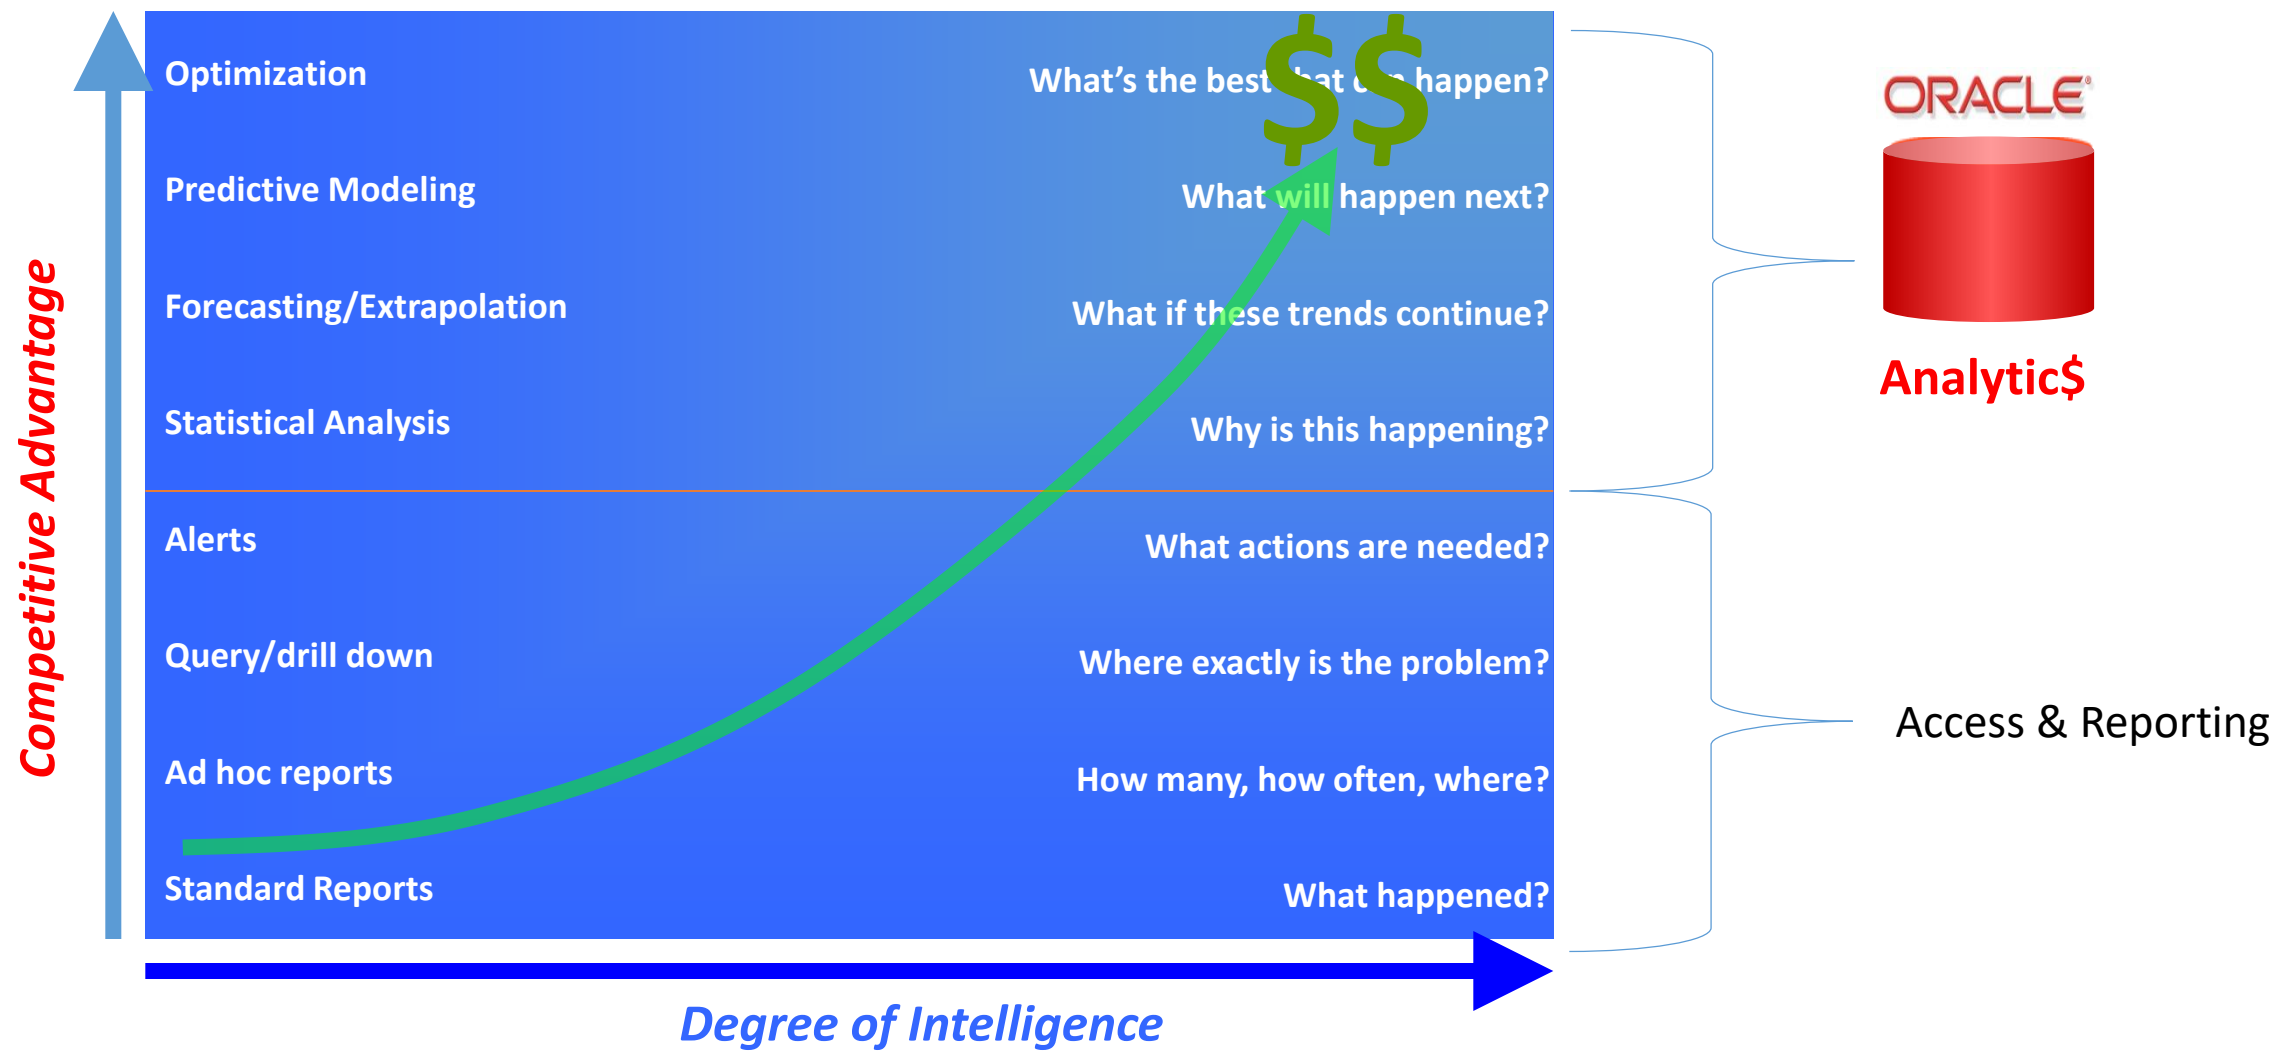 $$
Optimization What's the best that can happen?
ORACLE®
Predictive Modeling What will happen next?
Forecasting/Extrapolation What if these trends continue?
Analytic$
Statistical Analysis Why is this happening?
Competitive Advantage
Alerts What actions are needed?
Query/drill down Where exactly is the problem?
Access & Reporting
Ad hoc reports How many, how often, where?
Standard Reports What happened?
Degree of Intelligence